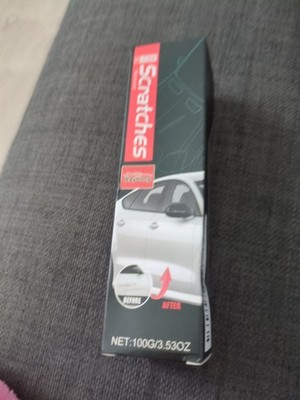 Scratches
BEFORE
AFTER
NET:100G/3.53OZ